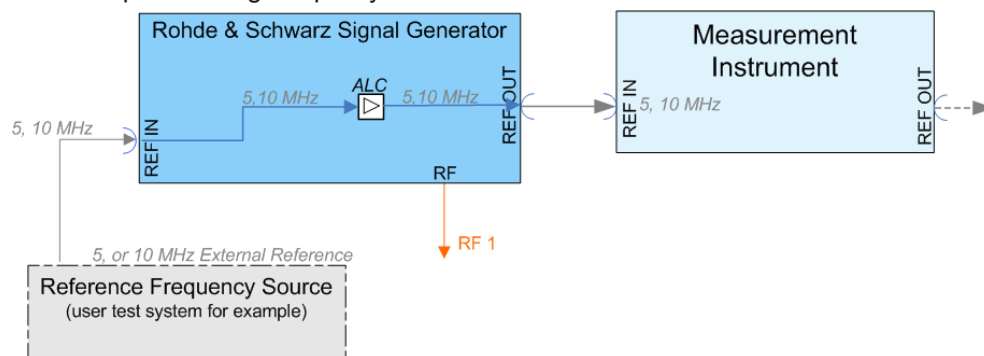 Rohde & Schwarz Signal Generator
Measurement
Instrument
ALC
5,10 MHz
5,10 MHz
REF OUT
REF IN
5, 10 MHz
REF OUT
5, 10 MHz
REF IN
RF
RF 1
5, or 10 MHz External Reference
Reference Frequency Source
(user test system for example)